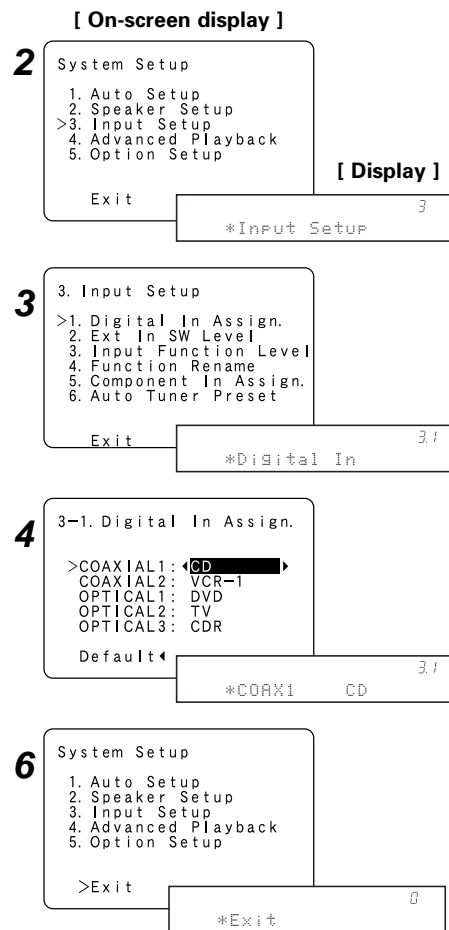 [ On-screen display ]
2
System Setup
1. Auto Setup
2. Speaker Setup
>3. Input Setup
4. Advanced Playback
5. Option Setup
Exit
[ Display ]
3
*Input Setup
3
3. Input Setup
>1. Digital In Assign.
2. Ext In SW Level
3. Input Function Level
4. Function Rename
5. Component In Assign.
6. Auto Tuner Preset
Exit
3.1
*Digital In
4
3-1. Digital In Assign.
>COAXIAL1: ◂CD ▸
COAXIAL2: VCR-1
OPTICAL1: DVD
OPTICAL2: TV
OPTICAL3: CDR
Default◂
3.1
*COAX1 CD
6
System Setup
1. Auto Setup
2. Speaker Setup
3. Input Setup
4. Advanced Playback
5. Option Setup
>Exit
0
*Exit